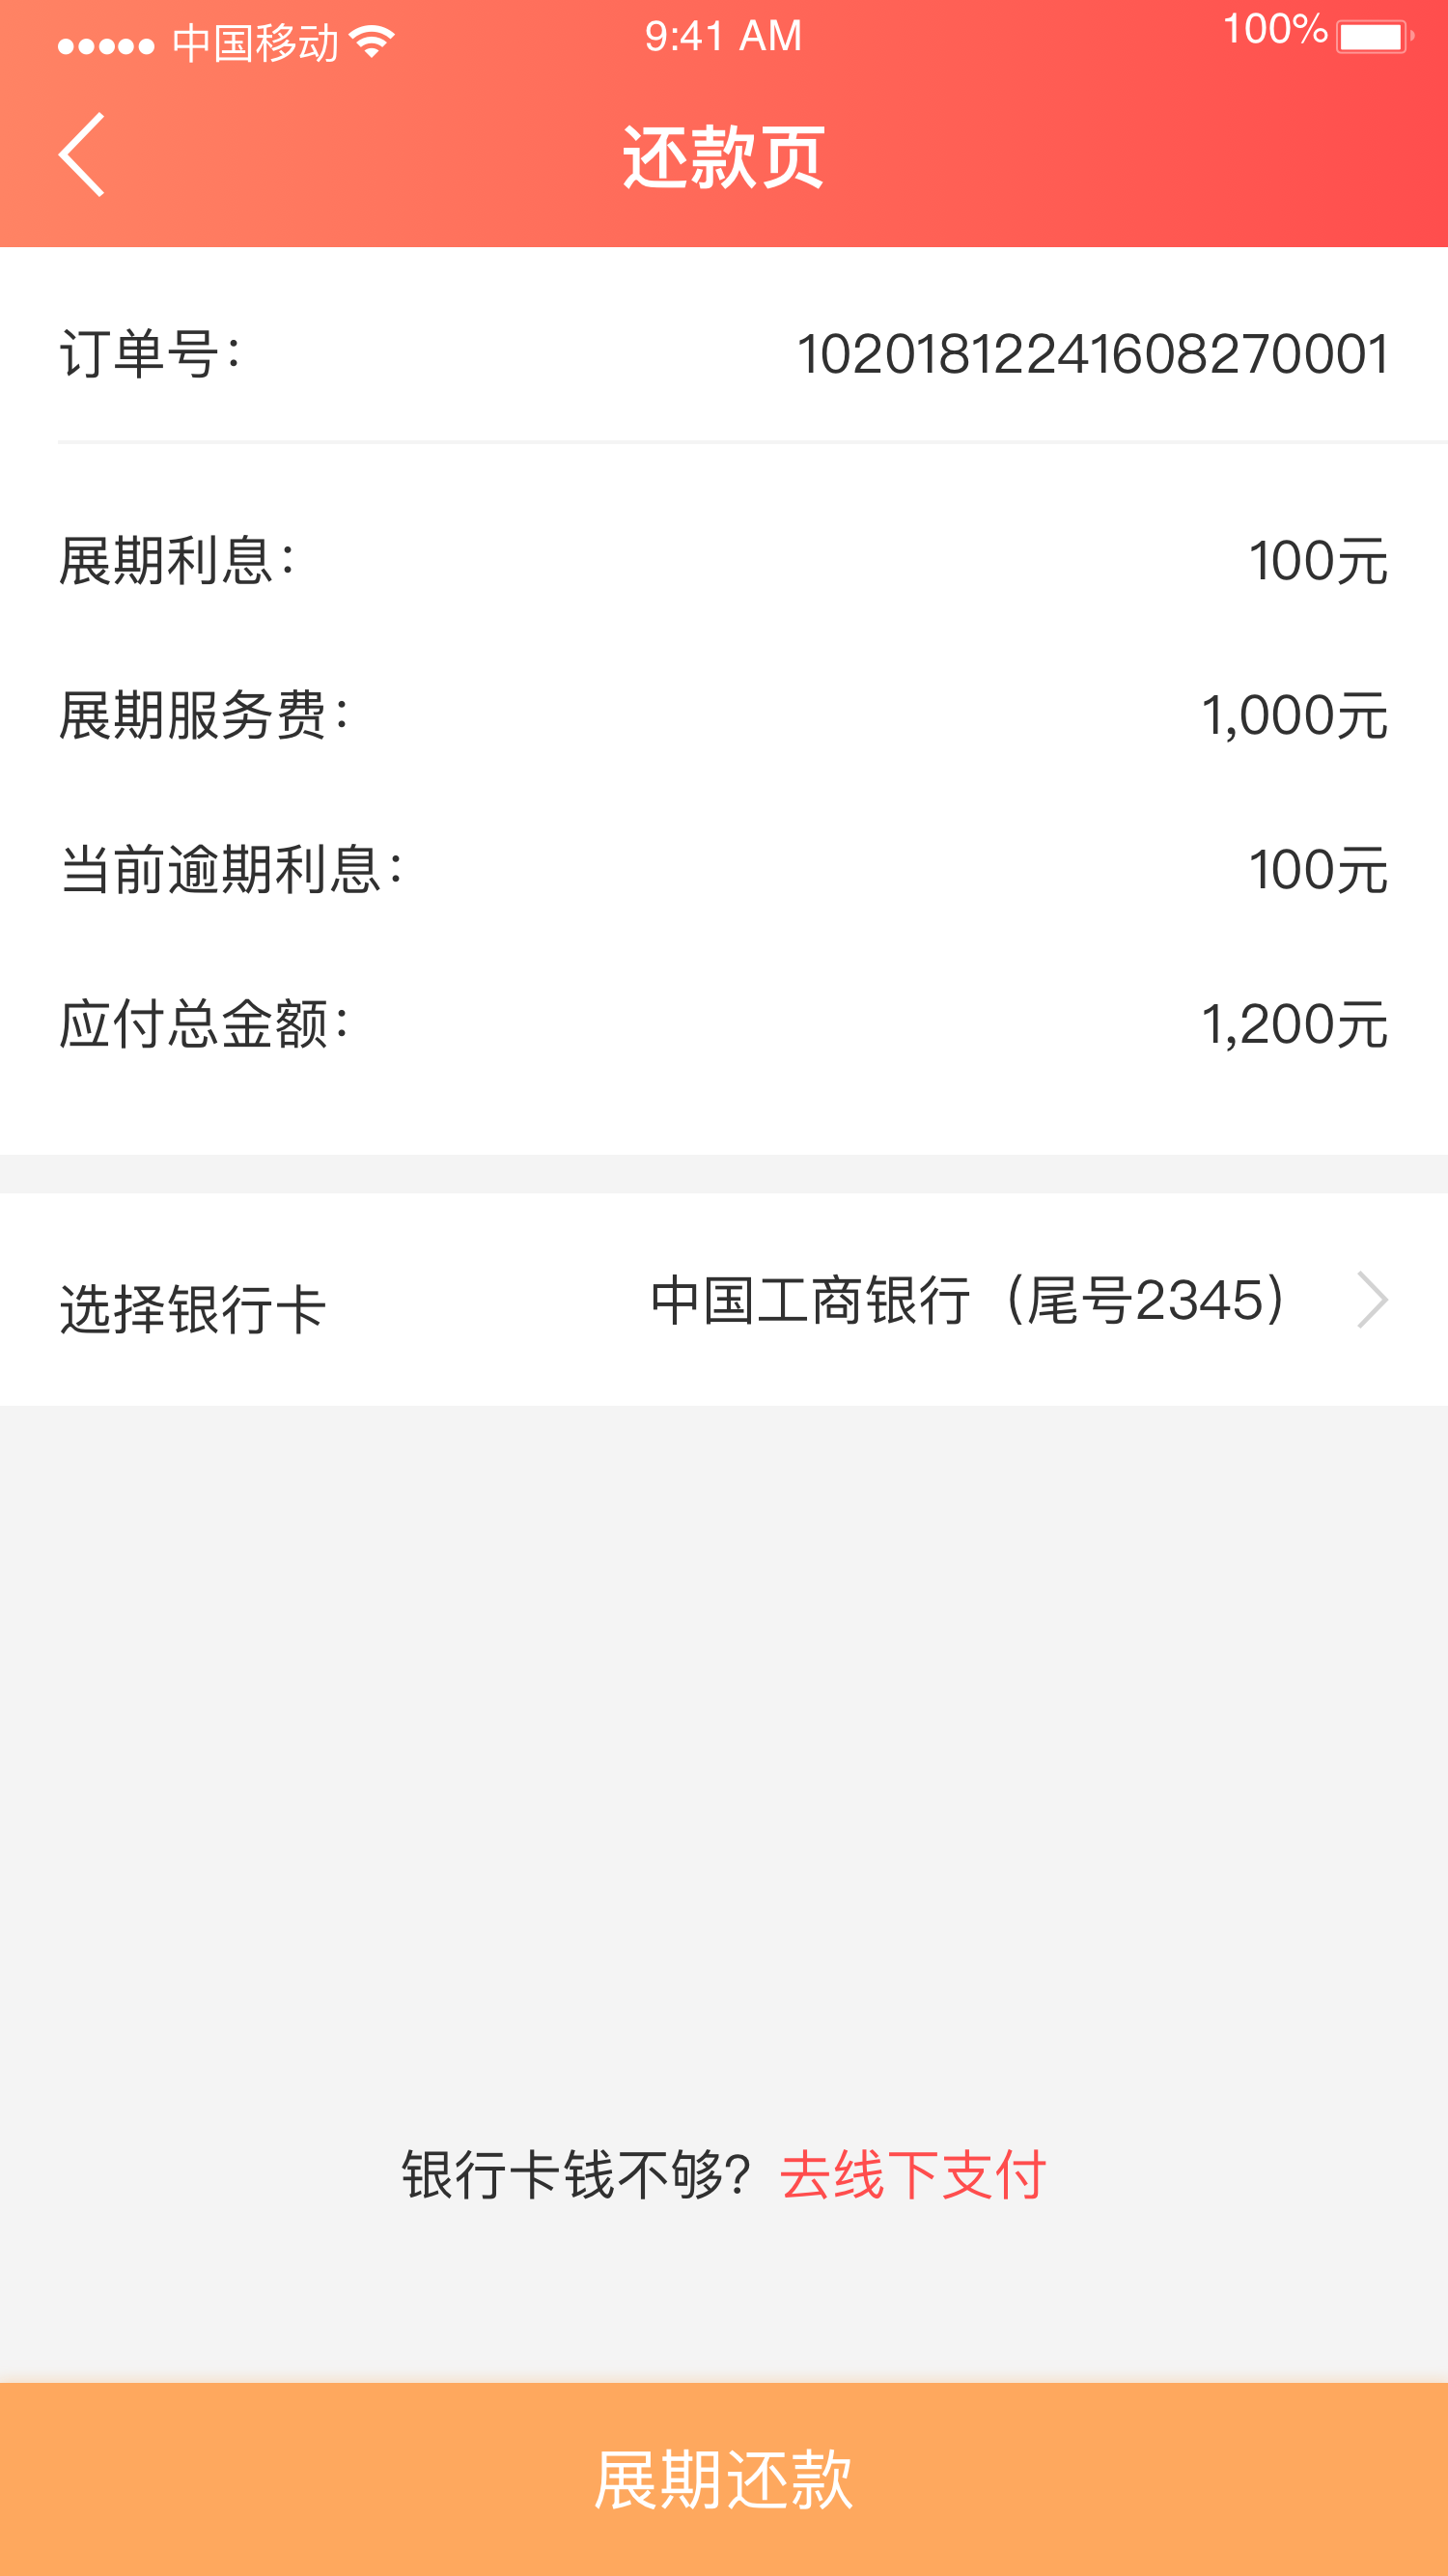 中国移动 9:41 AM 100%
还款页
订单号: 10201812241608270001
展期利息: 100元
展期服务费: 1,000元
当前逾期利息: 100元
应付总金额: 1,200元
选择银行卡 中国工商银行（尾号2345）
银行卡钱不够？去线下支付
展期还款